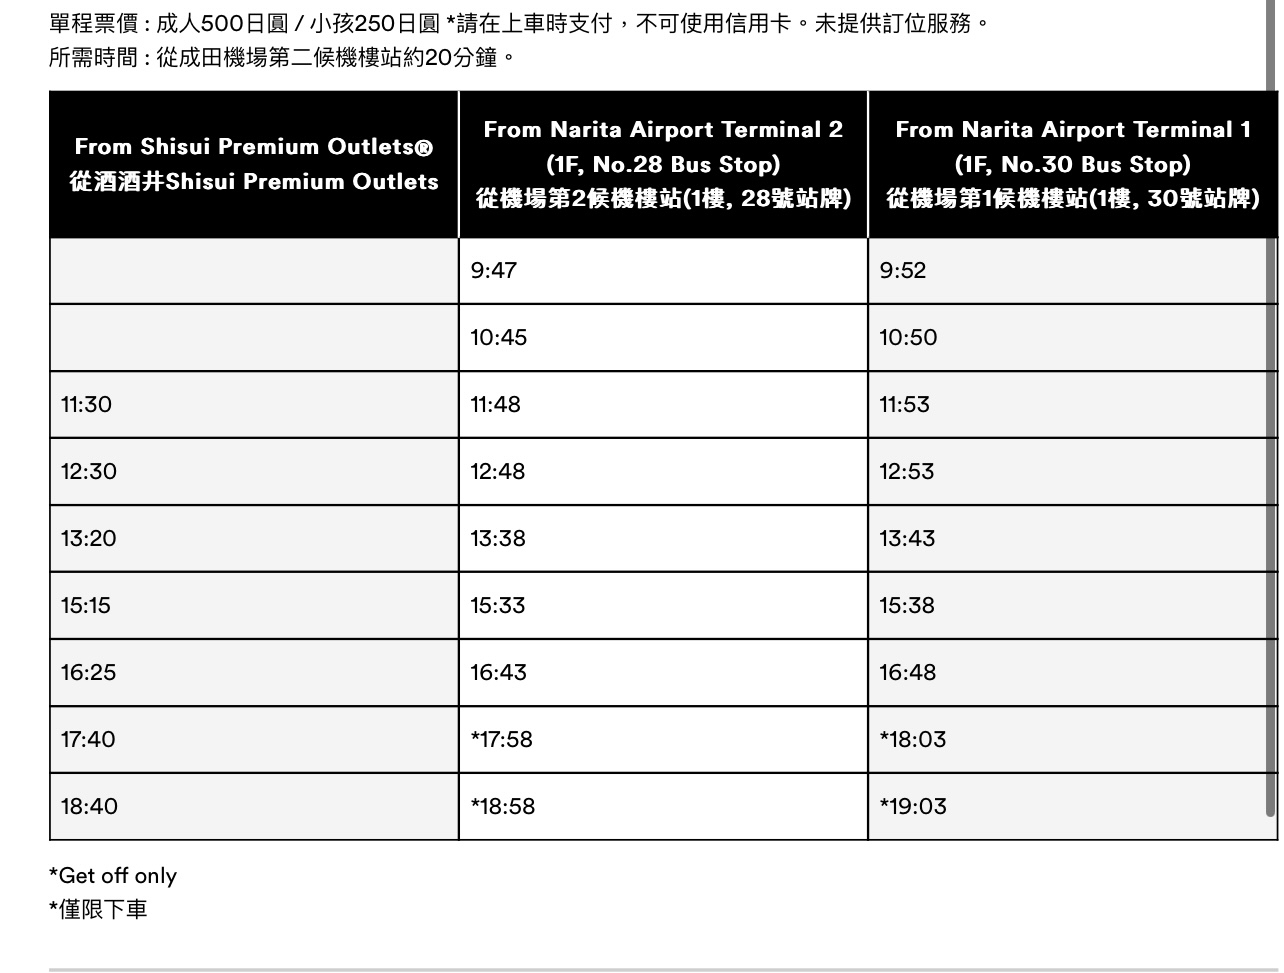 單程票價 : 成人500日圓 / 小孩250日圓 *請在上車時支付，不可使用信用卡。未提供訂位服務。
所需時間 : 從成田機場第二候機樓站約20分鐘。
From Shisui Premium Outlets®
從酒酒井Shisui Premium Outlets
From Narita Airport Terminal 2
(1F, No.28 Bus Stop)
從機場第2候機樓站(1樓, 28號站牌)
From Narita Airport Terminal 1
(1F, No.30 Bus Stop)
從機場第1候機樓站(1樓, 30號站牌)
9:47 9:52
10:45 10:50
11:30 11:48 11:53
12:30 12:48 12:53
13:20 13:38 13:43
15:15 15:33 15:38
16:25 16:43 16:48
17:40 *17:58 *18:03
18:40 *18:58 *19:03
*Get off only
*僅限下車